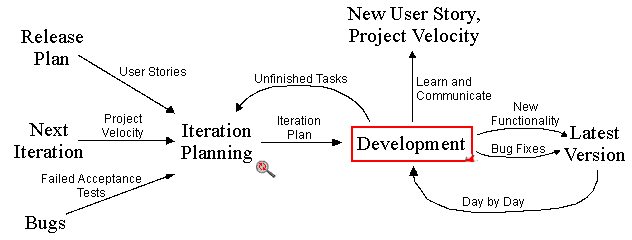 New User Story,
Project Velocity
Release
Plan
User Stories
Unfinished Tasks
Learn and
Communicate
Next
Iteration
Project
Velocity
Iteration
Planning
Iteration
Plan
Development
New
Functionality
Bug Fixes
Latest
Version
Failed Acceptance
Tests
Bugs
Day by Day